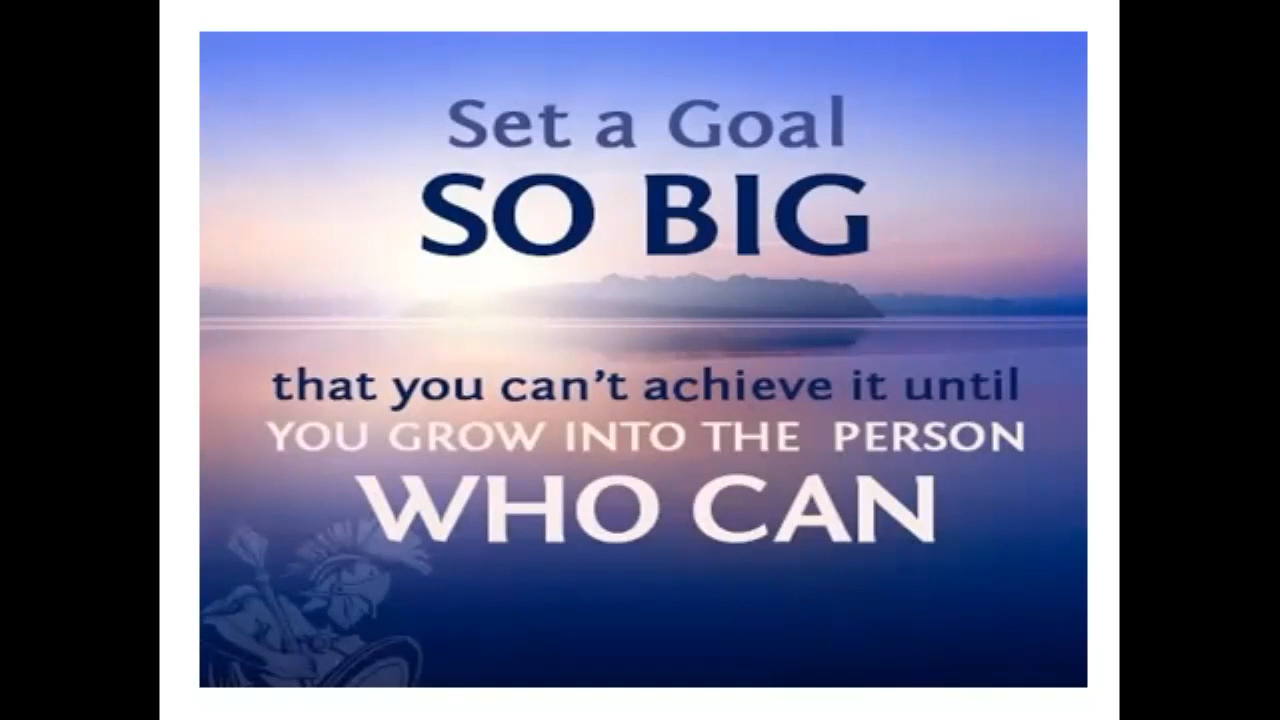 Set a Goal
SO BIG
that you can't achieve it until
YOU GROW INTO THE PERSON
WHO CAN